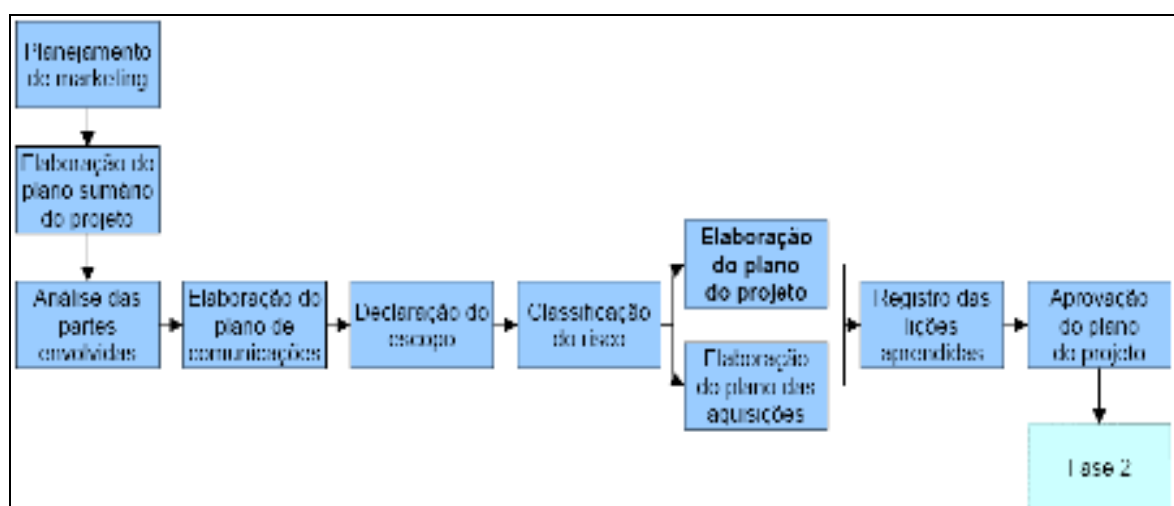 Planejamento
de marketing
Elaboração do
plano sumário
do projeto
Análise das
partes
envolvidas
Elaboração do
plano de
comunicações
Declaração do
escopo
Classificação
do risco
Elaboração
do plano
do projeto
Elaboração
do plano das
aquisições
Registro das
lições
aprendidas
Aprovação
do plano
do projeto
Fase 2